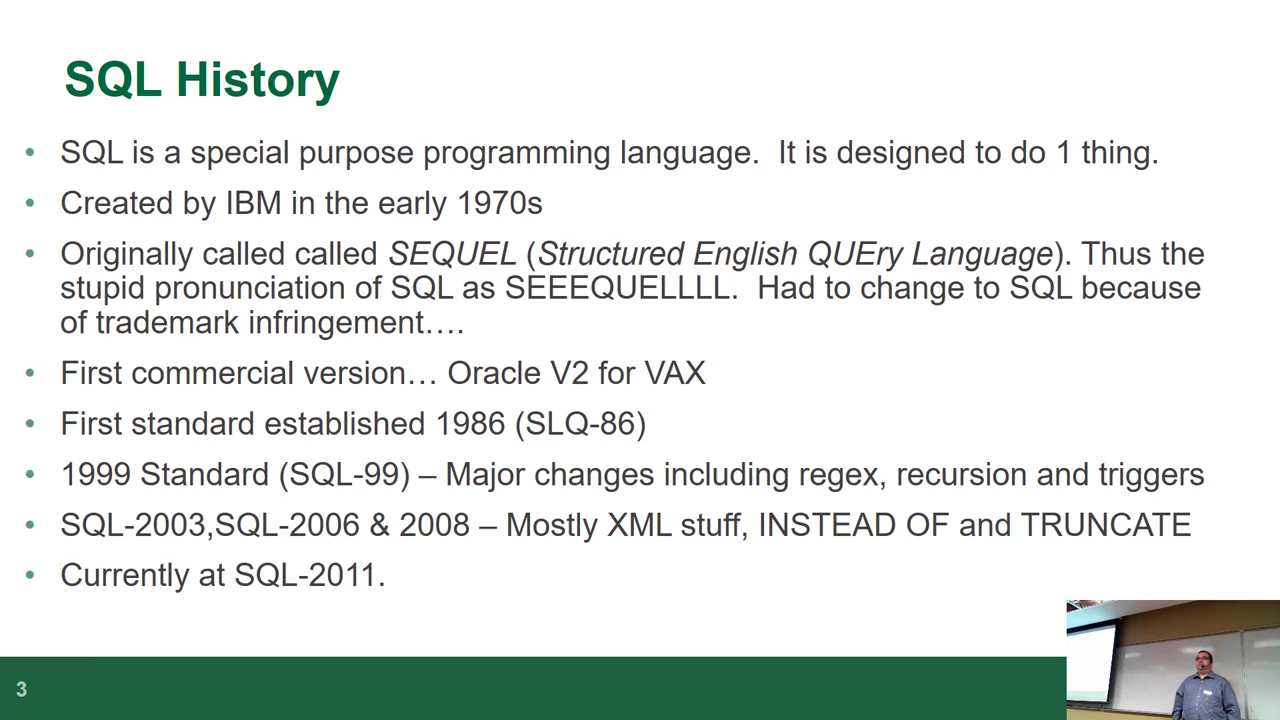 SQL History
• SQL is a special purpose programming language.  It is designed to do 1 thing.
• Created by IBM in the early 1970s
• Originally called called SEQUEL (Structured English QUEry Language). Thus the
stupid pronunciation of SQL as SEEEQUELLLL.  Had to change to SQL because
of trademark infringement….
• First commercial version… Oracle V2 for VAX
• First standard established 1986 (SLQ-86)
• 1999 Standard (SQL-99) – Major changes including regex, recursion and triggers
• SQL-2003,SQL-2006 & 2008 – Mostly XML stuff, INSTEAD OF and TRUNCATE
• Currently at SQL-2011.
3